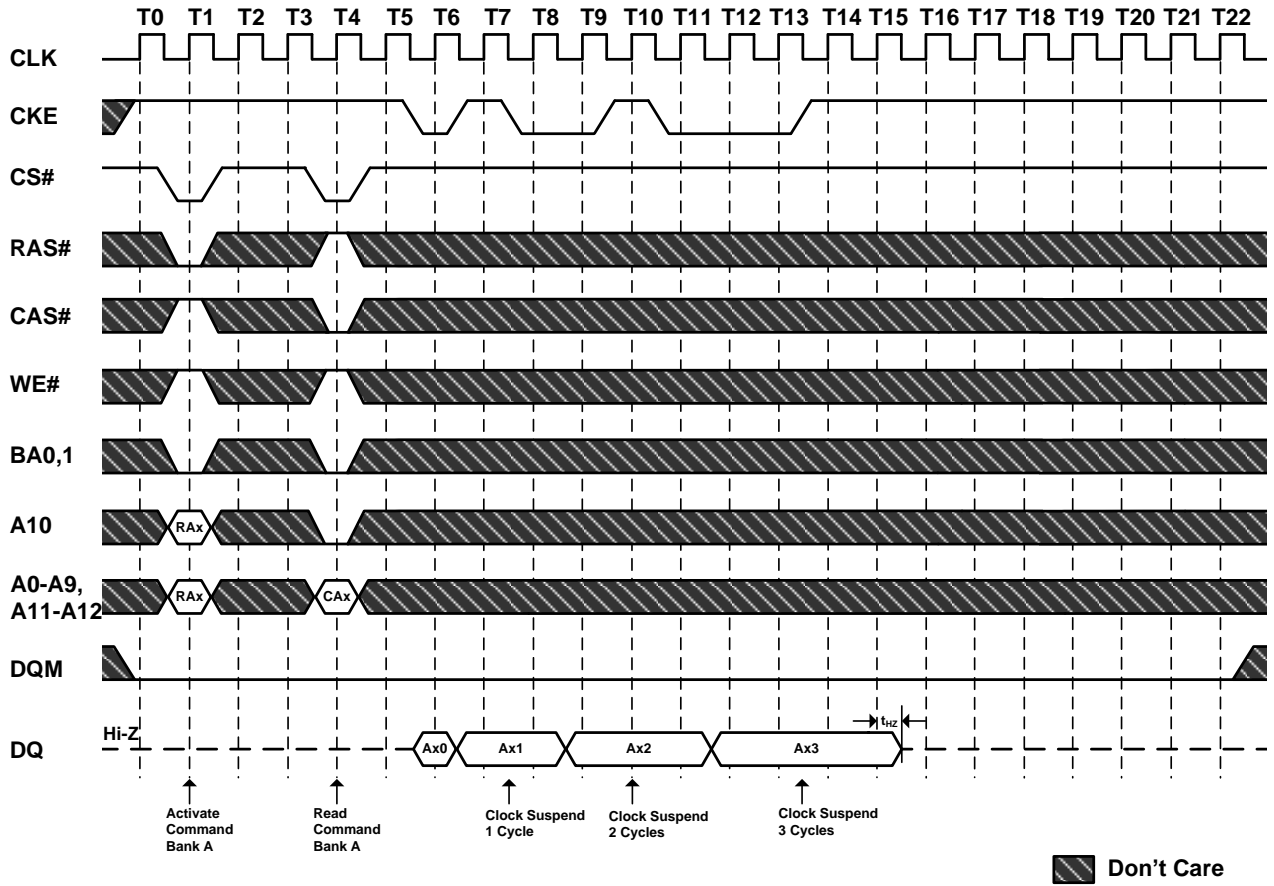 T0 T1 T2 T3 T4 T5 T6 T7 T8 T9 T10 T11 T12 T13 T14 T15 T16 T17 T18 T19 T20 T21 T22
CLK
CKE
CS#
RAS#
CAS#
WE#
BA0,1
A10
RAx
A0-A9,
A11-A12
RAx
CAx
DQM
Hi-Z
tHZ
DQ
Ax0
Ax1
Ax2
Ax3
Activate
Command
Bank A
Read
Command
Bank A
Clock Suspend
1 Cycle
Clock Suspend
2 Cycles
Clock Suspend
3 Cycles
Don't Care